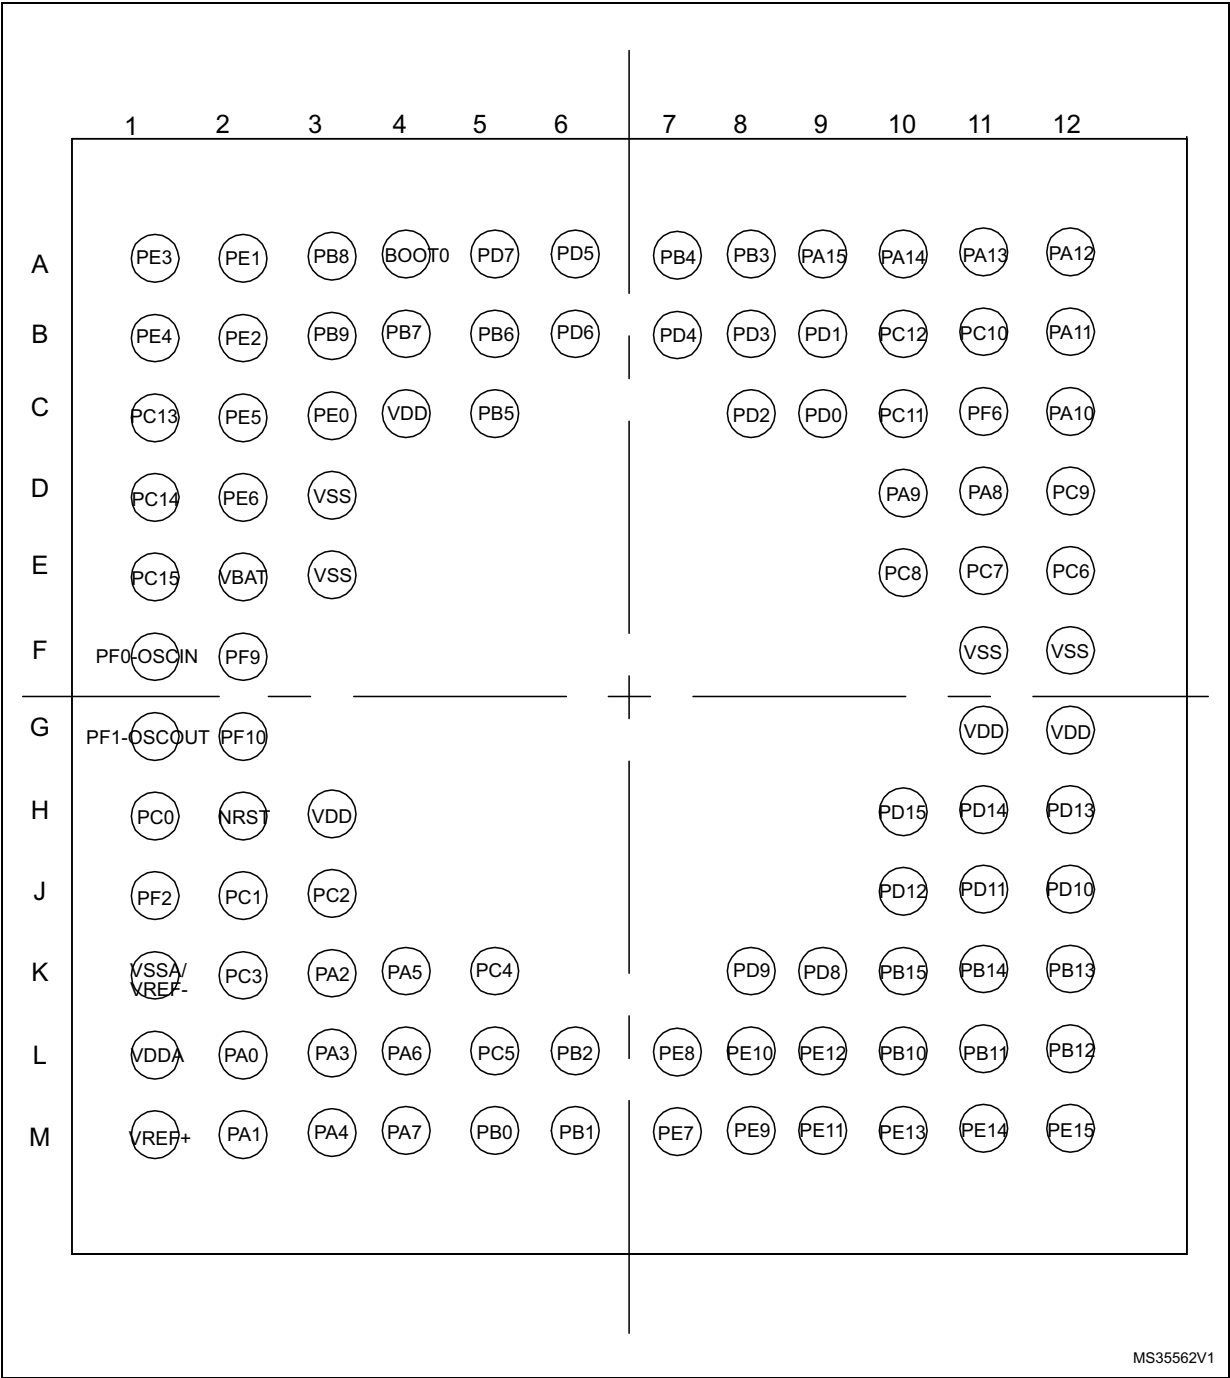 1 2 3 4 5 6 7 8 9 10 11 12
A PE3 PE1 PB8 BOOT0 PD7 PD5 PB4 PB3 PA15 PA14 PA13 PA12
B PE4 PE2 PB9 PB7 PB6 PD6 PD4 PD3 PD1 PC12 PC10 PA11
C PC13 PE5 PE0 VDD PB5 PD2 PD0 PC11 PF6 PA10
D PC14 PE6 VSS PA9 PA8 PC9
E PC15 VBAT VSS PC8 PC7 PC6
F PF0-OSCIN PF9 VSS VSS
G PF1-OSCOUT PF10 VDD VDD
H PC0 NRST VDD PD15 PD14 PD13
J PF2 PC1 PC2 PD12 PD11 PD10
K VSSA/ VREF- PC3 PA2 PA5 PC4 PD9 PD8 PB15 PB14 PB13
L VDDA PA0 PA3 PA6 PC5 PB2 PE8 PE10 PE12 PB10 PB11 PB12
M VREF+ PA1 PA4 PA7 PB0 PB1 PE7 PE9 PE11 PE13 PE14 PE15
MS35562V1